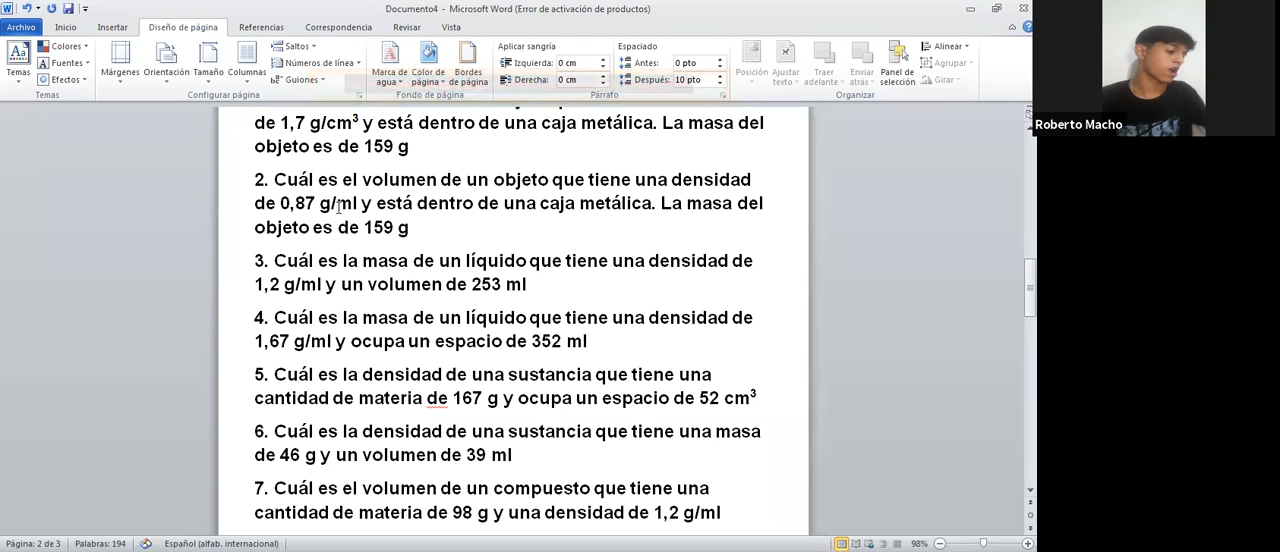 Documento4 - Microsoft Word (Error de activación de productos)
Archivo Inicio Insertar Diseño de página Referencias Correspondencia Revisar Vista
Colores Saltos Aplicar sangría Espaciado Alinear
Fuentes Números de línea Izquierda: 0 cm Antes: 0 pto Agrupar
Temas Efectos Márgenes Orientación Tamaño Columnas Guiones Marca de agua Color de página Bordes de página Derecha: 0 cm Después: 10 pto Posición Ajustar texto Traer adelante Enviar atrás Panel de selección Girar
Temas Configurar página Fondo de página Párrafo Organizar
Roberto Macho
de 1,7 g/cm³ y está dentro de una caja metálica. La masa del
objeto es de 159 g
2. Cuál es el volumen de un objeto que tiene una densidad
de 0,87 g/ml y está dentro de una caja metálica. La masa del
objeto es de 159 g
3. Cuál es la masa de un líquido que tiene una densidad de
1,2 g/ml y un volumen de 253 ml
4. Cuál es la masa de un líquido que tiene una densidad de
1,67 g/ml y ocupa un espacio de 352 ml
5. Cuál es la densidad de una sustancia que tiene una
cantidad de materia de 167 g y ocupa un espacio de 52 cm³
6. Cuál es la densidad de una sustancia que tiene una masa
de 46 g y un volumen de 39 ml
7. Cuál es el volumen de un compuesto que tiene una
cantidad de materia de 98 g y una densidad de 1,2 g/ml
Página: 2 de 3 Palabras: 194 Español (alfab. internacional) 98%